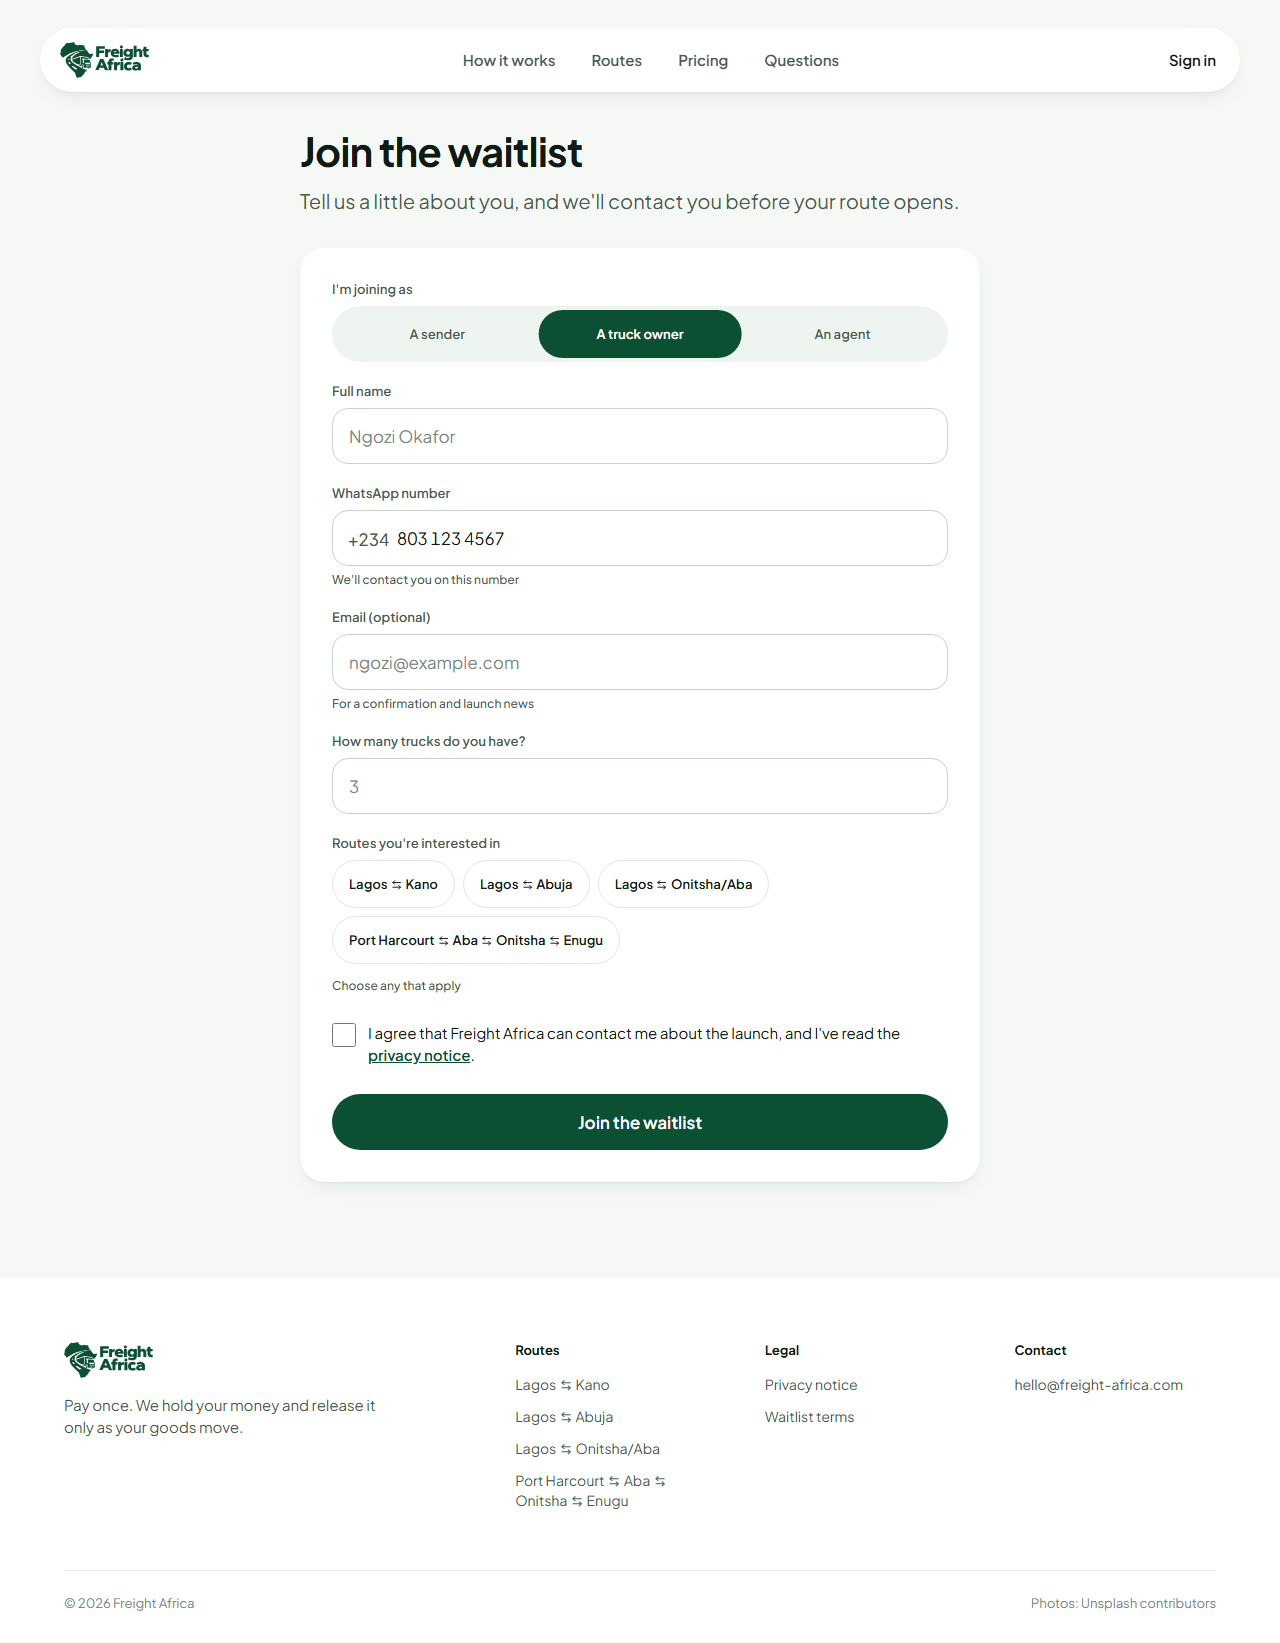 Freight
Africa
How it works
Routes
Pricing
Questions
Sign in
Join the waitlist
Tell us a little about you, and we'll contact you before your route opens.
I'm joining as
A sender
A truck owner
An agent
Full name
Ngozi Okafor
WhatsApp number
+234 803 123 4567
We'll contact you on this number
Email (optional)
ngozi@example.com
For a confirmation and launch news
How many trucks do you have?
3
Routes you're interested in
Lagos ⇆ Kano
Lagos ⇆ Abuja
Lagos ⇆ Onitsha/Aba
Port Harcourt ⇆ Aba ⇆ Onitsha ⇆ Enugu
Choose any that apply
I agree that Freight Africa can contact me about the launch, and I've read the
privacy notice.
Join the waitlist
Freight
Africa
Pay once. We hold your money and release it
only as your goods move.
Routes
Lagos ⇆ Kano
Lagos ⇆ Abuja
Lagos ⇆ Onitsha/Aba
Port Harcourt ⇆ Aba ⇆
Onitsha ⇆ Enugu
Legal
Privacy notice
Waitlist terms
Contact
hello@freight-africa.com
© 2026 Freight Africa
Photos: Unsplash contributors